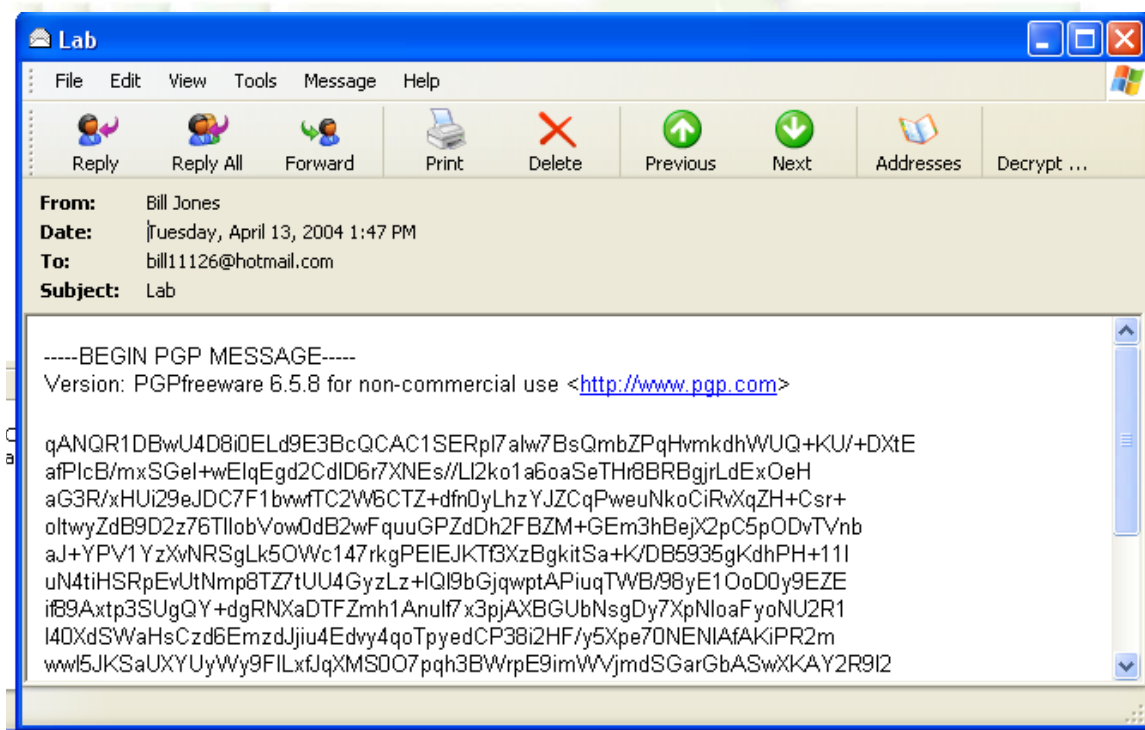 Lab
File Edit View Tools Message Help
Reply Reply All Forward Print Delete Previous Next Addresses Decrypt ...
From: Bill Jones
Date: Tuesday, April 13, 2004 1:47 PM
To: bill11126@hotmail.com
Subject: Lab
-----BEGIN PGP MESSAGE-----
Version: PGPfreeware 6.5.8 for non-commercial use <http://www.pgp.com>
qANQR1DBwU4D8i0ELd9E3BcQCAC1SERpl7alw7BsQmbZPqHvmkdhWUQ+KU/+DXtE
afPlcB/mxSGel+wElqEgd2CdlD6r7XNEs//Ll2ko1a6oaSeTHr8BRBgjrLdExOeH
aG3R/xHUi29eJDC7F1bvwfTC2W6CTZ+dfn0yLhzYJZCqPweuNkoCiRvXqZH+Csr+
oltwyZdB9D2z76TllobVow0dB2wFquuGPZdDh2FBZM+GEm3hBejX2pC5pODvTVnb
aJ+YPV1YzXvNRSgLk5OWc147rkgPElEJKTf3XzBgkitSa+K/DB5935gKdhPH+11l
uN4tiHSRpEvUtNmp8TZ7tUU4GyzLz+lQl9bGjqwptAPiuqTWB/98yE1OoD0y9EZE
ifB9Axtp3SUgQY+dgRNXaDTFZmh1Anulf7x3pjAXBGUbNsgDy7XpNloaFyoNU2R1
l40XdSWaHsCzd6EmzdJjiu4Edvy4qoTpyedCP38i2HF/y5Xpe70NENlAfAKiPR2m
wwl5JKSaUXYUyWy9FILxfJqXMS0O7pqh3BWrpE9imWVjmdSGarGbASwXKAY2R9l2